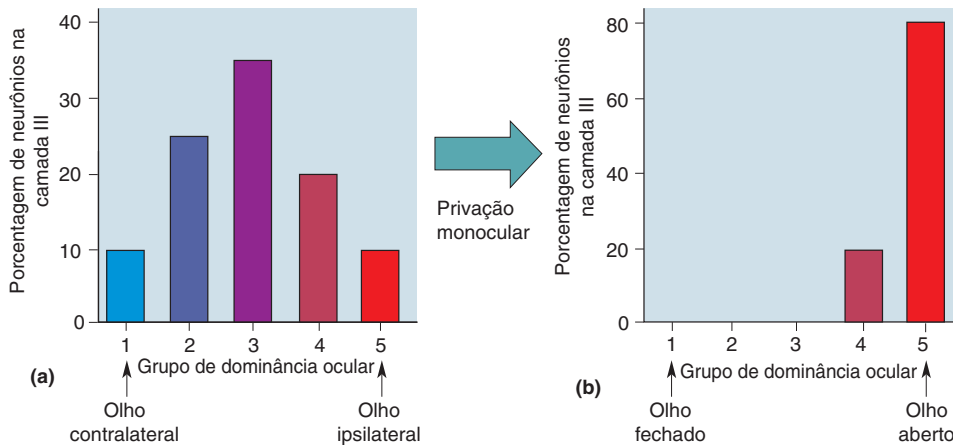 Porcentagem de neurônios na
camada III
40
30
20
10
0
1 2 3 4 5
Grupo de dominância ocular
(a)
Olho
contralateral
Olho
ipsilateral
Privação
monocular
Porcentagem de neurônios
na camada III
80
60
40
20
0
1 2 3 4 5
Grupo de dominância ocular
(b)
Olho
fechado
Olho
aberto